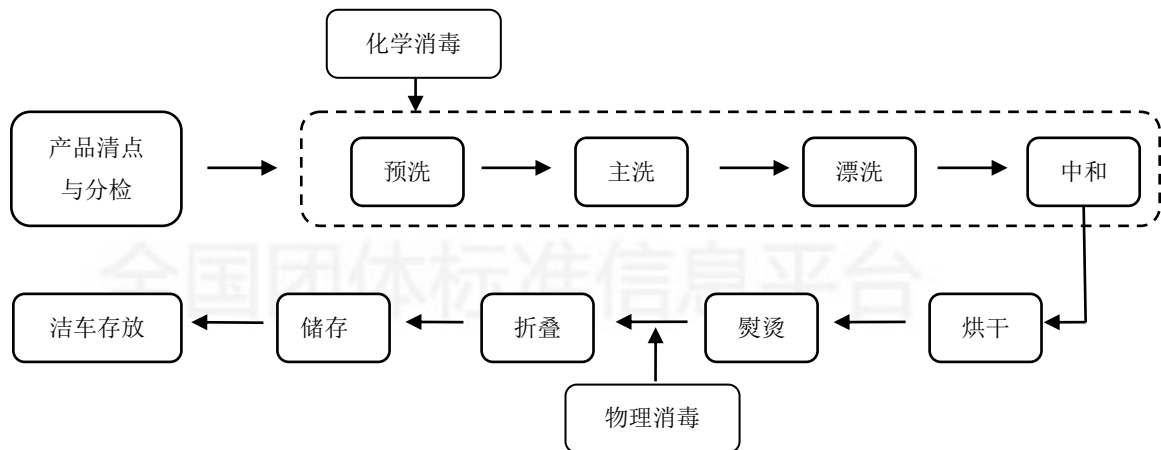 化学消毒
产品清点
与分检
预洗
主洗
漂洗
中和
全国团体标准信息平台
洁车存放
储存
折叠
熨烫
烘干
物理消毒